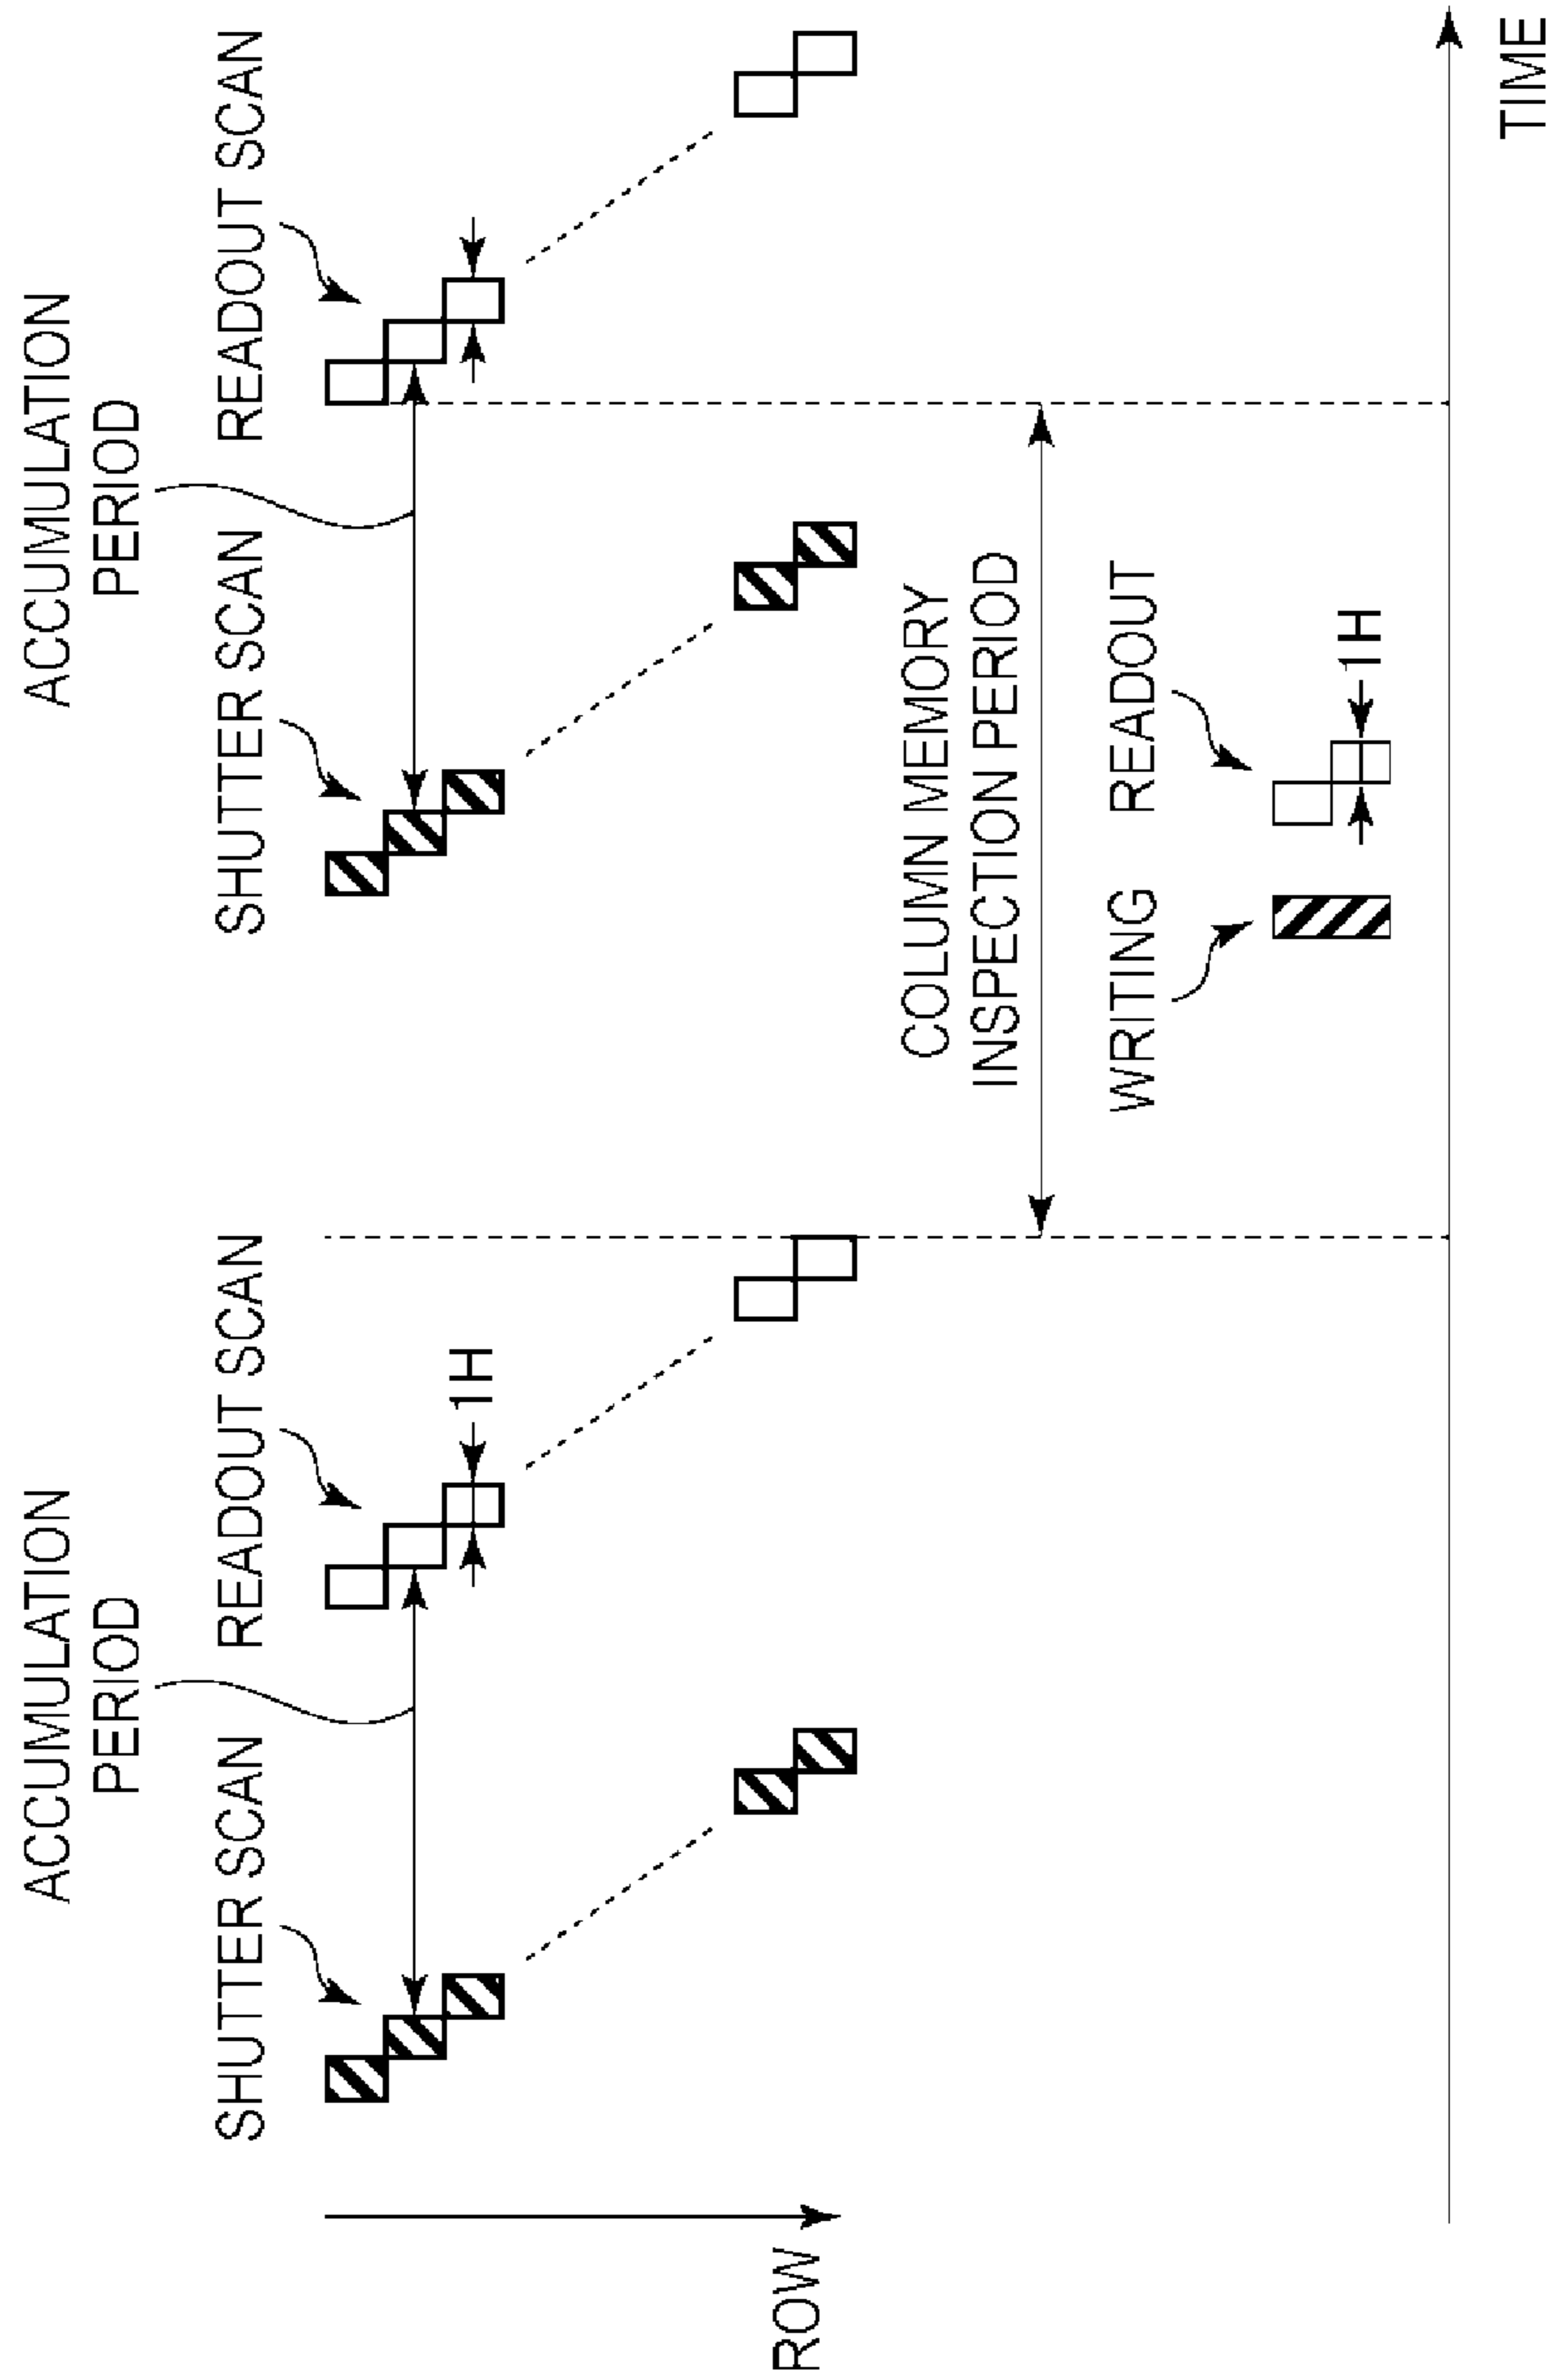 ACCUMULATION
PERIOD
ACCUMULATION
PERIOD
SHUTTER SCAN
READOUT SCAN
SHUTTER SCAN
READOUT SCAN
1H
ROW
COLUMN MEMORY
INSPECTION PERIOD
WRITING
READOUT
1H
TIME